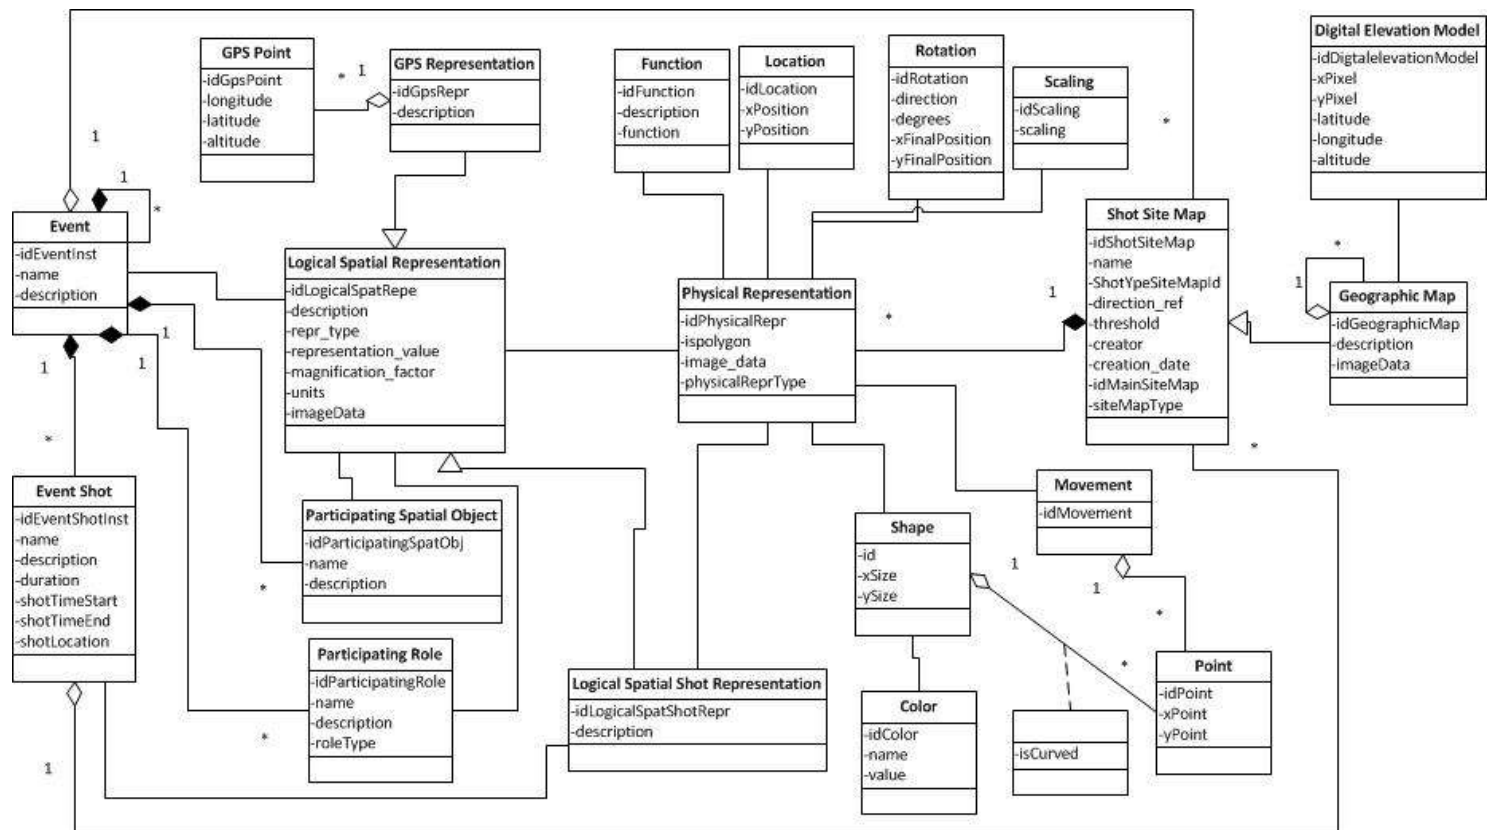 GPS Point
-idGpsPoint
-longitude
-latitude
-altitude
*
1
GPS Representation
-idGpsRepr
-description
Function
-idFunction
-description
-function
Location
-idLocation
-xPosition
-yPosition
Rotation
-idRotation
-direction
-degrees
-xFinalPosition
-yFinalPosition
Scaling
-idScaling
-scaling
*
Digital Elevation Model
-idDigtalelevationModel
-xPixel
-yPixel
-latitude
-longitude
-altitude
1
1
*
Event
-idEventInst
-name
-description
1
1
1
*
Logical Spatial Representation
-idLogicalSpatRepe
-description
-repr_type
-representation_value
-magnification_factor
-units
-imageData
Physical Representation
-idPhysicalRepr
-ispolygon
-image_data
-physicalReprType
*
1
Shot Site Map
-idShotSiteMap
-name
-ShotYpeSiteMapId
-direction_ref
-threshold
-creator
-creation_date
-idMainSiteMap
-siteMapType
*
*
1
Geographic Map
-idGeographicMap
-description
-imageData
Event Shot
-idEventShotInst
-name
-description
-duration
-shotTimeStart
-shotTimeEnd
-shotLocation
1
Participating Spatial Object
-idParticipatingSpatObj
-name
-description
*
Participating Role
-idParticipatingRole
-name
-description
-roleType
*
Logical Spatial Shot Representation
-idLogicalSpatShotRepr
-description
Shape
-id
-xSize
-ySize
1
*
Color
-idColor
-name
-value
Movement
-idMovement
1
*
-isCurved
Point
-idPoint
-xPoint
-yPoint